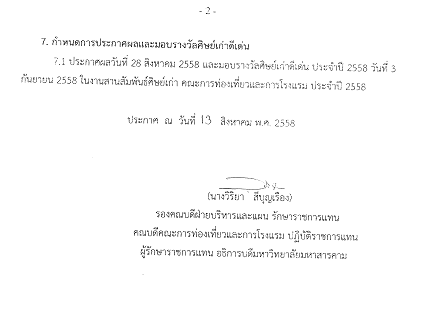 - 2 -
7. กำหนดการประกาศผลและมอบรางวัลศิษย์เก่าดีเด่น
7.1 ประกาศผลวันที่ 28 สิงหาคม 2558 และมอบรางวัลศิษย์เก่าดีเด่น ประจำปี 2558 วันที่ 3
กันยายน 2558 ในงานสานสัมพันธ์ศิษย์เก่า คณะการท่องเที่ยวและการโรงแรม ประจำปี 2558
ประกาศ ณ วันที่ 13 สิงหาคม พ.ศ. 2558
(นางวิริยา สีบุญเรือง)
รองคณบดีฝ่ายบริหารและแผน รักษาราชการแทน
คณบดีคณะการท่องเที่ยวและการโรงแรม ปฏิบัติราชการแทน
ผู้รักษาราชการแทน อธิการบดีมหาวิทยาลัยมหาสารคาม